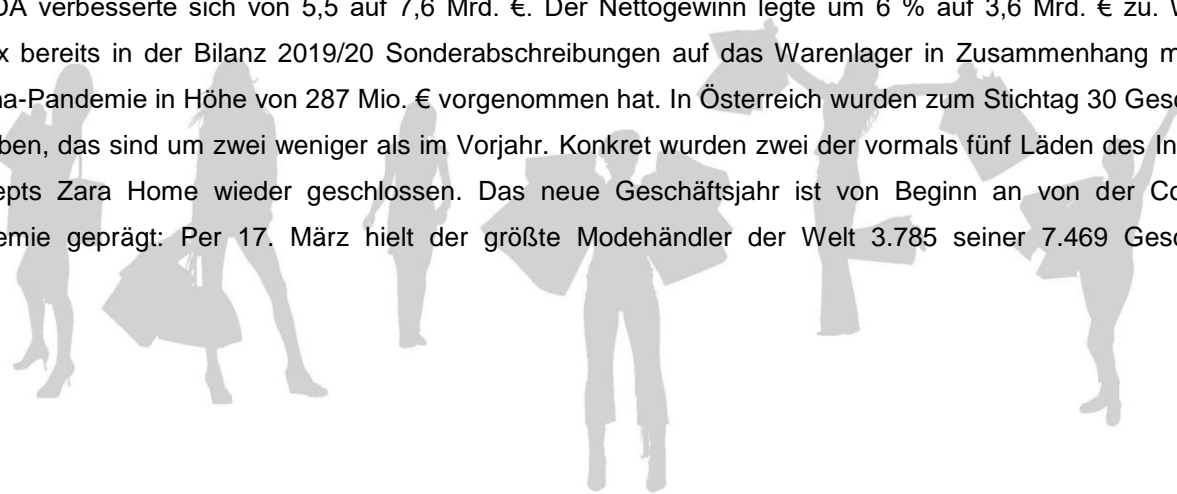 DA verbesserte sich von 5,5 auf 7,6 Mrd. €. Der Nettogewinn legte um 6 % auf 3,6 Mrd. € zu.
x bereits in der Bilanz 2019/20 Sonderabschreibungen auf das Warenlager in Zusammenhang m
na-Pandemie in Höhe von 287 Mio. € vorgenommen hat. In Österreich wurden zum Stichtag 30 Gesc
ben, das sind um zwei weniger als im Vorjahr. Konkret wurden zwei der vormals fünf Läden des In
epts Zara Home wieder geschlossen. Das neue Geschäftsjahr ist von Beginn an von der Co
emie geprägt: Per 17. März hielt der größte Modehändler der Welt 3.785 seiner 7.469 Gesc